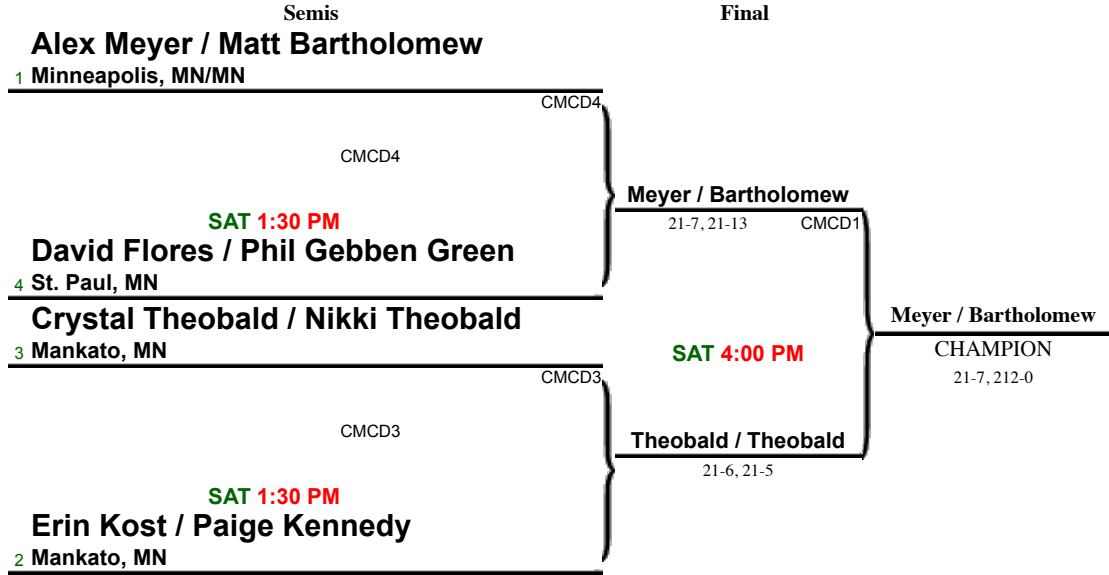 Semis
Final
Alex Meyer / Matt Bartholomew
1 Minneapolis, MN/MN
CMCD4
CMCD4
SAT 1:30 PM
David Flores / Phil Gebben Green
4 St. Paul, MN
Meyer / Bartholomew
21-7, 21-13
CMCD1
Crystal Theobald / Nikki Theobald
3 Mankato, MN
CMCD3
CMCD3
SAT 1:30 PM
Erin Kost / Paige Kennedy
2 Mankato, MN
SAT 4:00 PM
Theobald / Theobald
21-6, 21-5
Meyer / Bartholomew
CHAMPION
21-7, 212-0